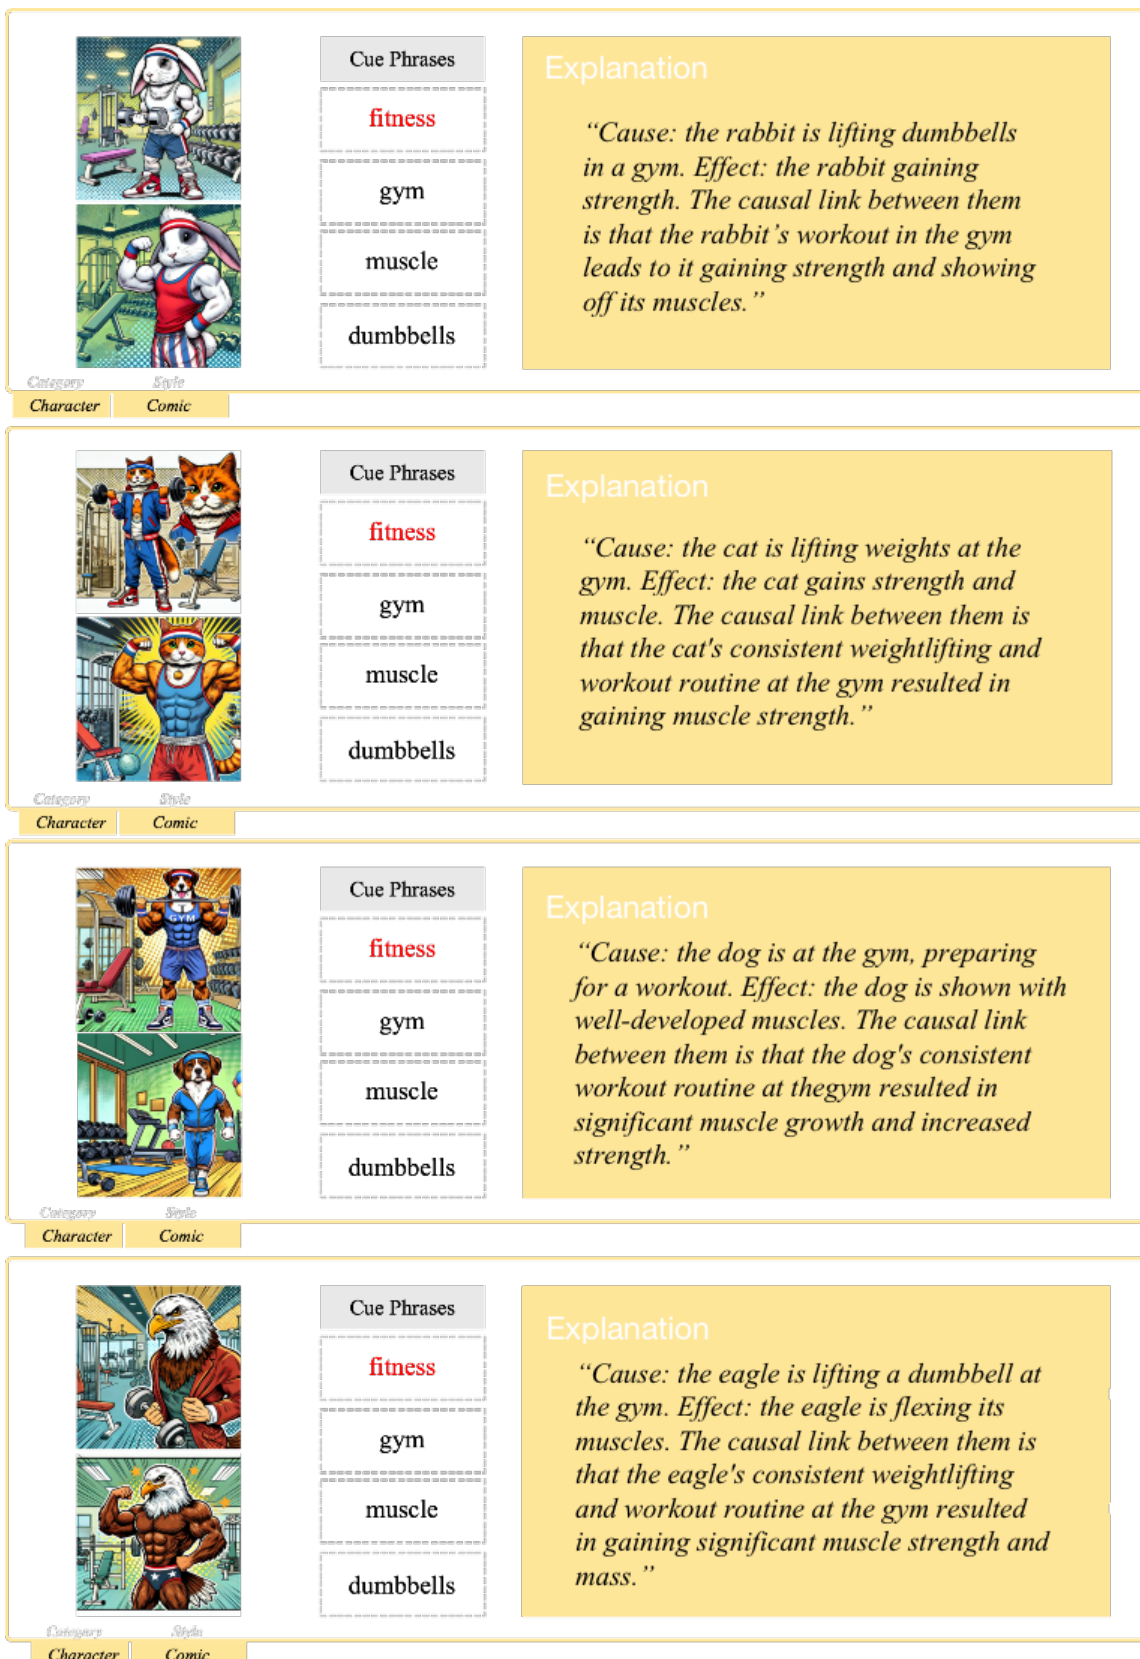 Cue Phrases
fitness
gym
muscle
dumbbells
Explanation
“Cause: the rabbit is lifting dumbbells
in a gym. Effect: the rabbit gaining
strength. The causal link between them
is that the rabbit’s workout in the gym
leads to it gaining strength and showing
off its muscles.”
Category Style
Character Comic
Cue Phrases
fitness
gym
muscle
dumbbells
Explanation
“Cause: the cat is lifting weights at the
gym. Effect: the cat gains strength and
muscle. The causal link between them is
that the cat's consistent weightlifting and
workout routine at the gym resulted in
gaining muscle strength.”
Category Style
Character Comic
GYM
Cue Phrases
fitness
gym
muscle
dumbbells
Explanation
“Cause: the dog is at the gym, preparing
for a workout. Effect: the dog is shown with
well-developed muscles. The causal link
between them is that the dog's consistent
workout routine at thegym resulted in
significant muscle growth and increased
strength.”
Category Style
Character Comic
Cue Phrases
fitness
gym
muscle
dumbbells
Explanation
“Cause: the eagle is lifting a dumbbell at
the gym. Effect: the eagle is flexing its
muscles. The causal link between them is
that the eagle's consistent weightlifting
and workout routine at the gym resulted
in gaining significant muscle strength and
mass.”
Category Style
Character Comic